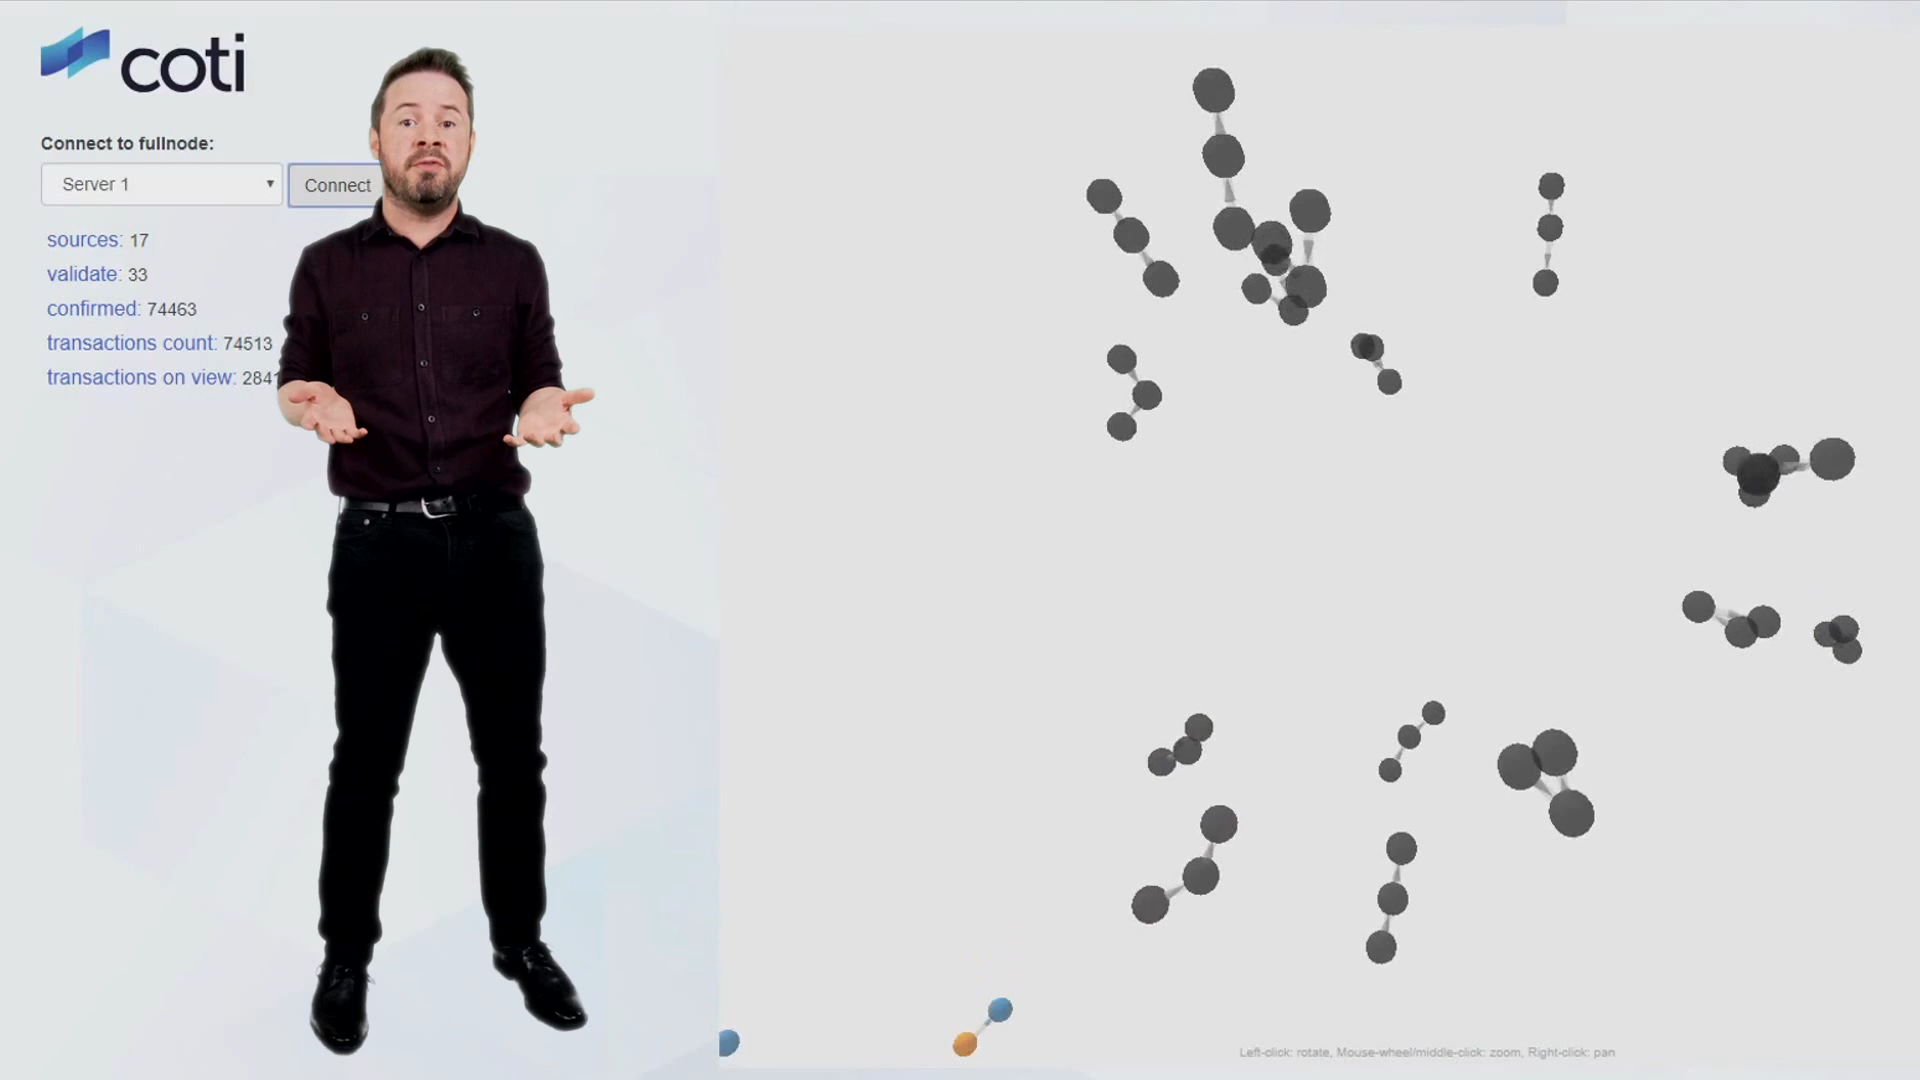 coti
Connect to fullnode:
Server 1
Connect
sources: 17
validate: 33
confirmed: 74463
transactions count: 74513
transactions on view: 2841
Left-click: rotate, Mouse-wheel/middle-click: zoom, Right-click: pan